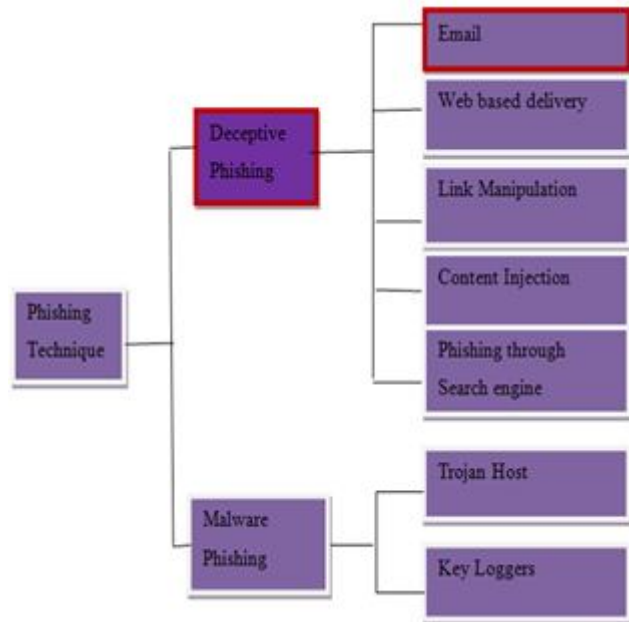 Email
Web based delivery
Deceptive
Phishing
Link Manipulation
Content Injection
Phishing
Technique
Phishing through
Search engine
Trojan Host
Malware
Phishing
Key Loggers